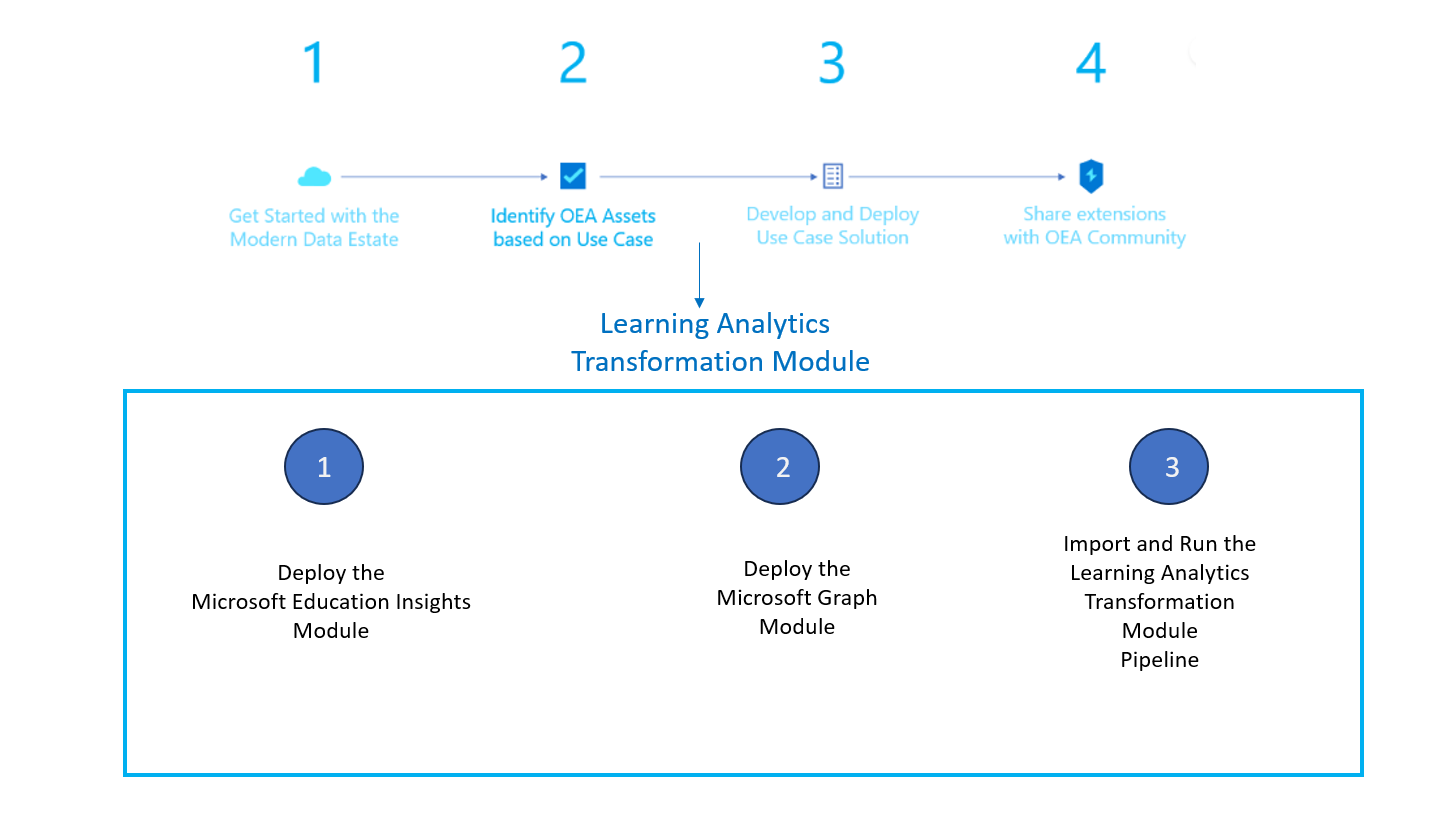 1
2
3
4
Get Started with the
Modern Data Estate
Identify OEA Assets
based on Use Case
Develop and Deploy
Use Case Solution
Share extensions
with OEA Community
Learning Analytics
Transformation Module
1
2
3
Deploy the
Microsoft Education Insights
Module
Deploy the
Microsoft Graph
Module
Import and Run the
Learning Analytics
Transformation
Module
Pipeline